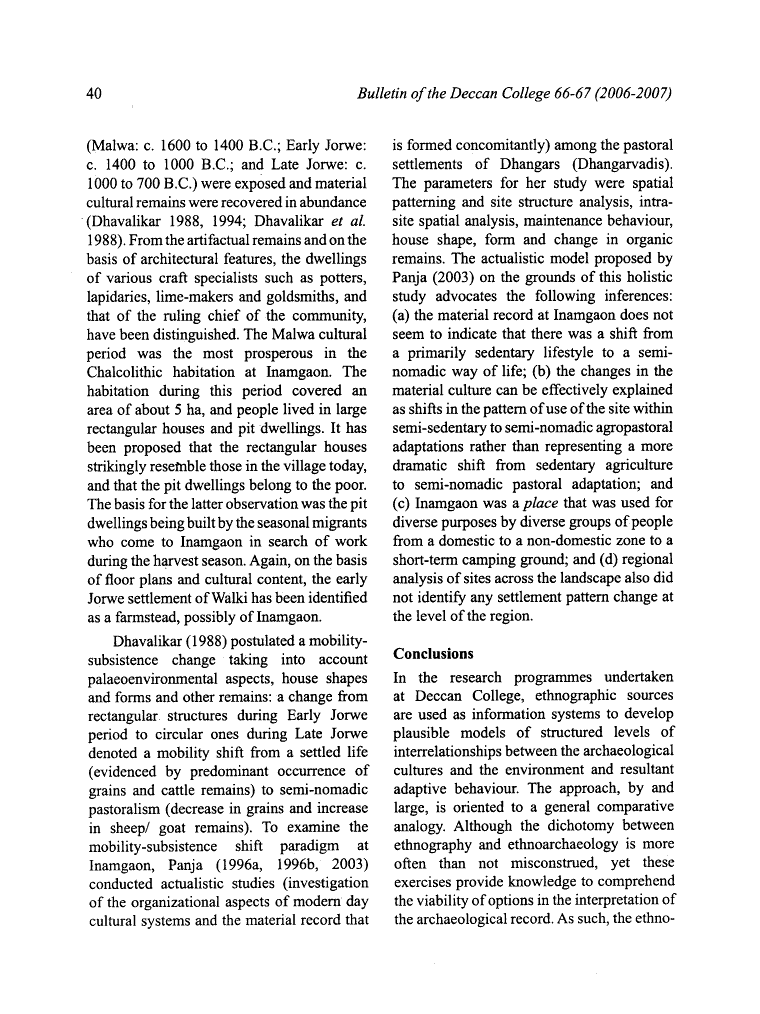 40
Bulletin of the Deccan College 66-67 (2006-2007)
(Malwa: c. 1600 to 1400 B.C.; Early Jorwe:
c. 1400 to 1000 B.C.; and Late Jorwe: c.
1000 to 700 B.C.) were exposed and material
cultural remains were recovered in abundance
(Dhavalikar 1988, 1994; Dhavalikar et al.
1988). From the artifactual remains and on the
basis of architectural features, the dwellings
of various craft specialists such as potters,
lapidaries, lime-makers and goldsmiths, and
that of the ruling chief of the community,
have been distinguished. The Malwa cultural
period was the most prosperous in the
Chalcolithic habitation at Inamgaon. The
habitation during this period covered an
area of about 5 ha, and people lived in large
rectangular houses and pit dwellings. It has
been proposed that the rectangular houses
strikingly resemble those in the village today,
and that the pit dwellings belong to the poor.
The basis for the latter observation was the pit
dwellings being built by the seasonal migrants
who come to Inamgaon in search of work
during the harvest season. Again, on the basis
of floor plans and cultural content, the early
Jorwe settlement of Walki has been identified
as a farmstead, possibly of Inamgaon.
Dhavalikar (1988) postulated a mobility-
subsistence change taking into account
palaeoenvironmental aspects, house shapes
and forms and other remains: a change from
rectangular structures during Early Jorwe
period to circular ones during Late Jorwe
denoted a mobility shift from a settled life
(evidenced by predominant occurrence of
grains and cattle remains) to semi-nomadic
pastoralism (decrease in grains and increase
in sheep/ goat remains). To examine the
mobility-subsistence shift paradigm at
Inamgaon, Panja (1996a, 1996b, 2003)
conducted actualistic studies (investigation
of the organizational aspects of modern day
cultural systems and the material record that
is formed concomitantly) among the pastoral
settlements of Dhangars (Dhangarvadis).
The parameters for her study were spatial
patterning and site structure analysis, intra-
site spatial analysis, maintenance behaviour,
house shape, form and change in organic
remains. The actualistic model proposed by
Panja (2003) on the grounds of this holistic
study advocates the following inferences:
(a) the material record at Inamgaon does not
seem to indicate that there was a shift from
a primarily sedentary lifestyle to a semi-
nomadic way of life; (b) the changes in the
material culture can be effectively explained
as shifts in the pattern of use of the site within
semi-sedentary to semi-nomadic agropastoral
adaptations rather than representing a more
dramatic shift from sedentary agriculture
to semi-nomadic pastoral adaptation; and
(c) Inamgaon was a place that was used for
diverse purposes by diverse groups of people
from a domestic to a non-domestic zone to a
short-term camping ground; and (d) regional
analysis of sites across the landscape also did
not identify any settlement pattern change at
the level of the region.
Conclusions
In the research programmes undertaken
at Deccan College, ethnographic sources
are used as information systems to develop
plausible models of structured levels of
interrelationships between the archaeological
cultures and the environment and resultant
adaptive behaviour. The approach, by and
large, is oriented to a general comparative
analogy. Although the dichotomy between
ethnography and ethnoarchaeology is more
often than not misconstrued, yet these
exercises provide knowledge to comprehend
the viability of options in the interpretation of
the archaeological record. As such, the ethno-